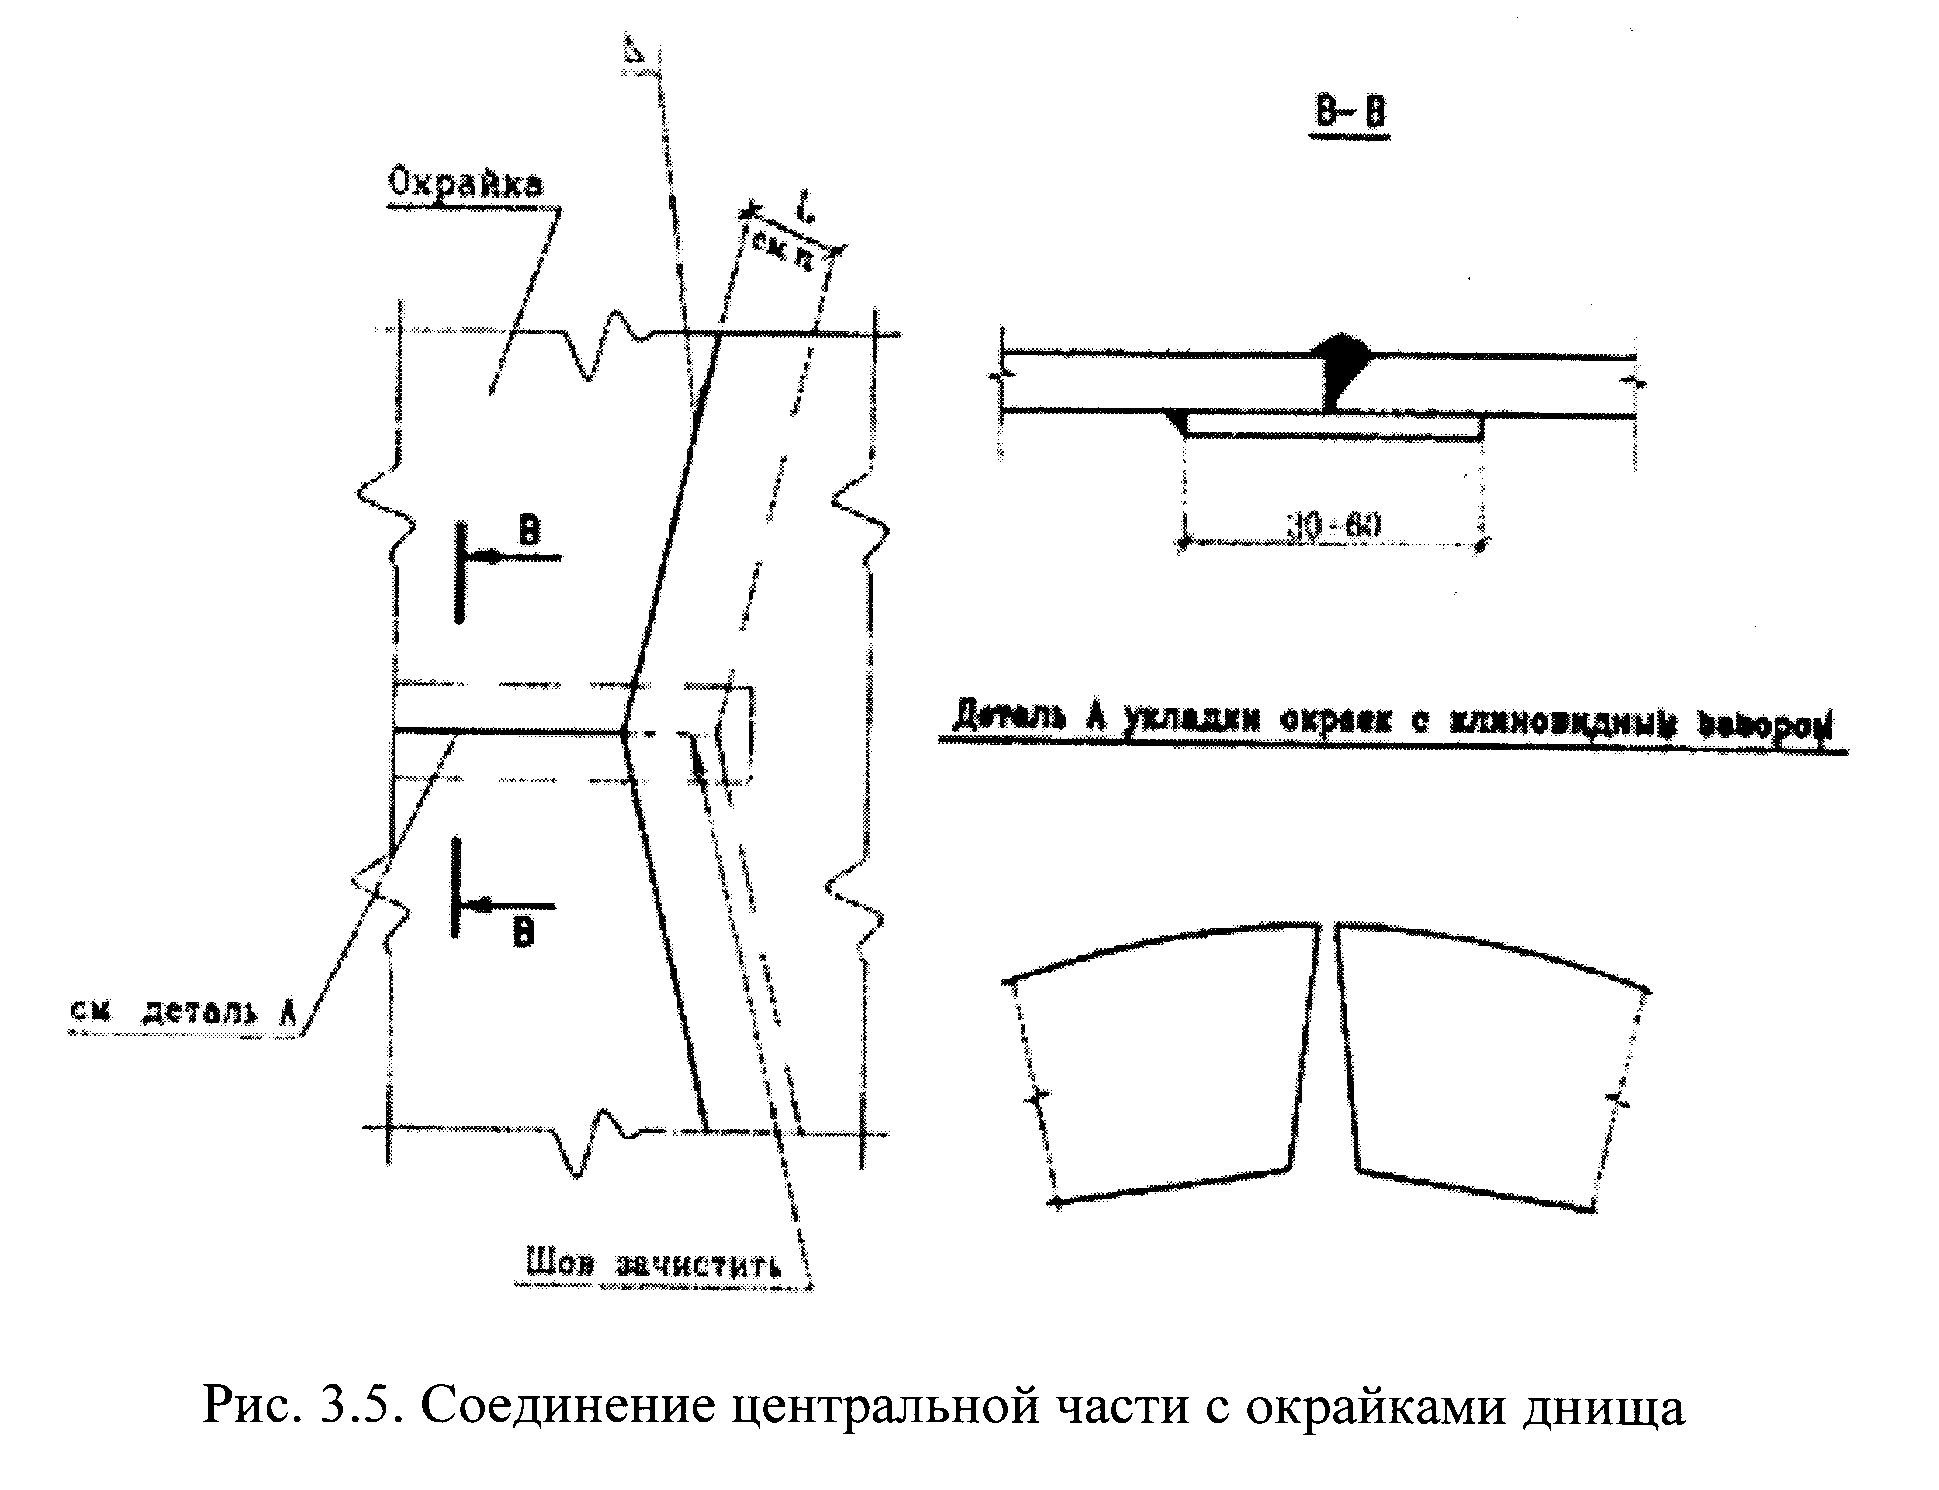 Δ
Окрайка
l
см. п
В
В
см деталь А
Шов зачистить
В–В
30-60
Деталь А укладки окраек с клиновидным зазором
Рис. 3.5. Соединение центральной части с окрайками днища